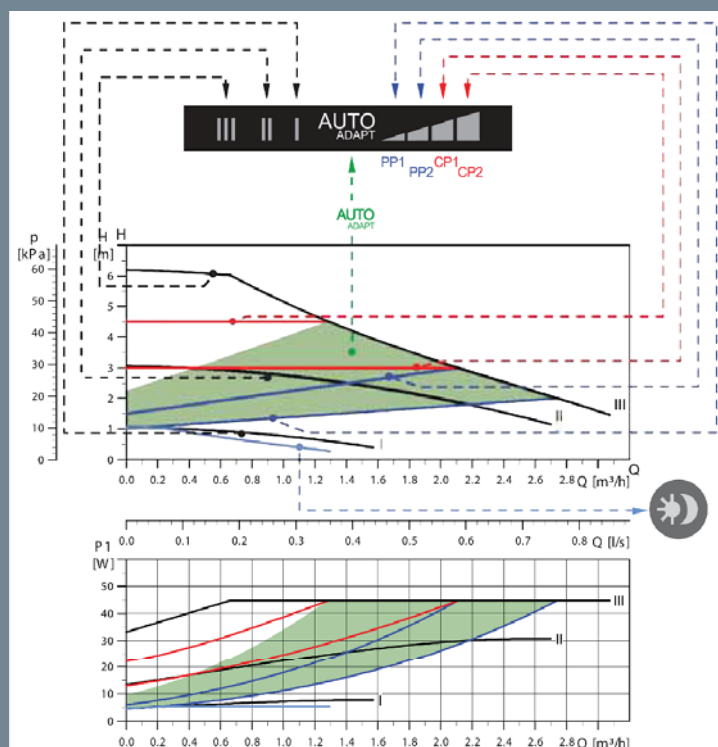 III II I AUTO
ADAPT
PP1 PP2 CP1 CP2
AUTO
ADAPT
p
[kPa]
H
[m]
H
60
50
40
30
20
10
0
6
5
4
3
2
1
0
III
II
I
Q
0.0 0.2 0.4 0.6 0.8 1.0 1.2 1.4 1.6 1.8 2.0 2.2 2.4 2.6 2.8 Q [m³/h]
0.0 0.1 0.2 0.3 0.4 0.5 0.6 0.7 0.8 Q [l/s]
P1
[W]
50
40
30
20
10
0
III
II
I
0.0 0.2 0.4 0.6 0.8 1.0 1.2 1.4 1.6 1.8 2.0 2.2 2.4 2.6 2.8 Q [m³/h]